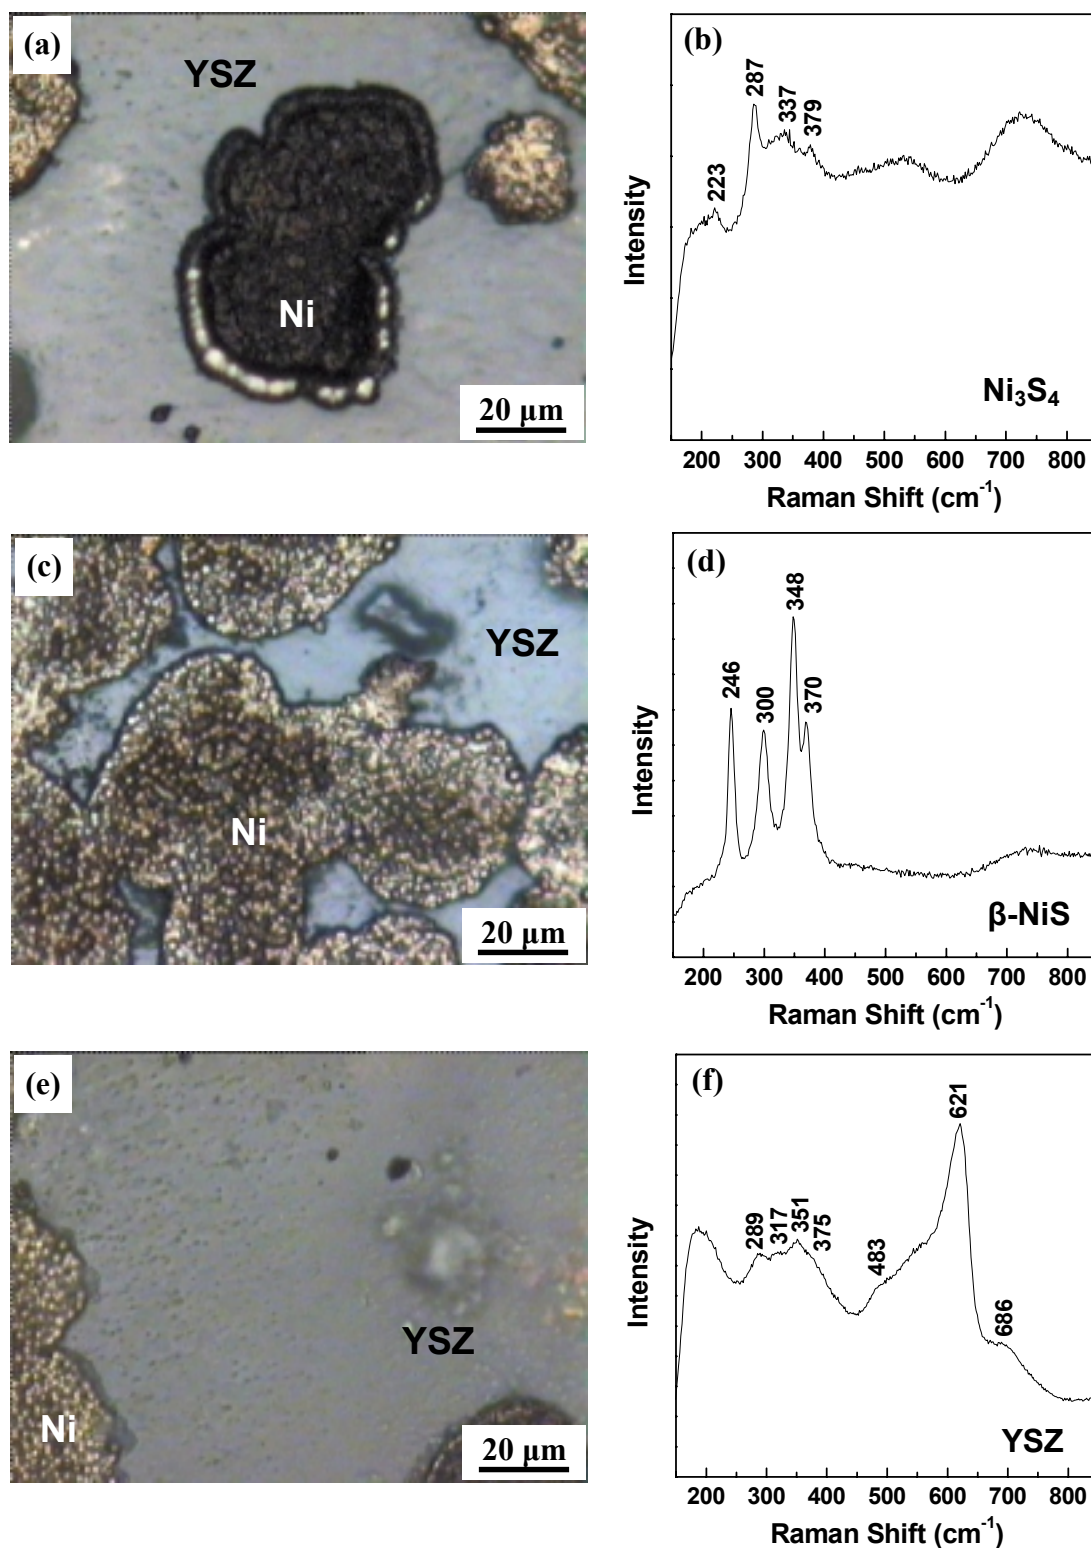 (a)
YSZ
Ni
20 μm
(b)
287
337
379
223
Intensity
Ni₃S₄
200 300 400 500 600 700 800
Raman Shift (cm⁻¹)
(c)
YSZ
Ni
20 μm
(d)
348
246
300
370
Intensity
β-NiS
200 300 400 500 600 700 800
Raman Shift (cm⁻¹)
(e)
YSZ
Ni
20 μm
(f)
621
289
317
351
375
483
686
Intensity
YSZ
200 300 400 500 600 700 800
Raman Shift (cm⁻¹)